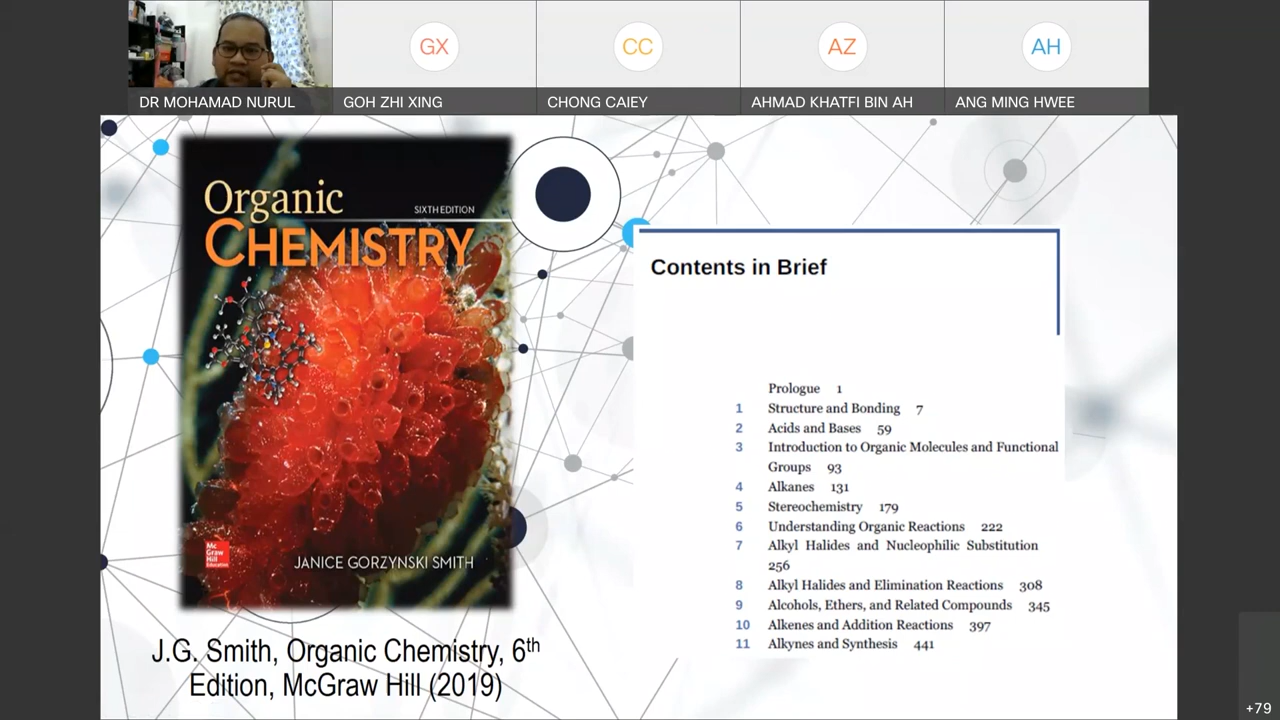 GX
CC
AZ
AH
DR MOHAMAD NURUL
GOH ZHI XING
CHONG CAIEY
AHMAD KHATFI BIN AH
ANG MING HWEE
Organic
SIXTH EDITION
CHEMISTRY
Mc
Graw
Hill
Education
JANICE GORZYNSKI SMITH
J.G. Smith, Organic Chemistry, 6th
Edition, McGraw Hill (2019)
Contents in Brief
Prologue 1
1 Structure and Bonding 7
2 Acids and Bases 59
3 Introduction to Organic Molecules and Functional
Groups 93
4 Alkanes 131
5 Stereochemistry 179
6 Understanding Organic Reactions 222
7 Alkyl Halides and Nucleophilic Substitution
256
8 Alkyl Halides and Elimination Reactions 308
9 Alcohols, Ethers, and Related Compounds 345
10 Alkenes and Addition Reactions 397
11 Alkynes and Synthesis 441
+79